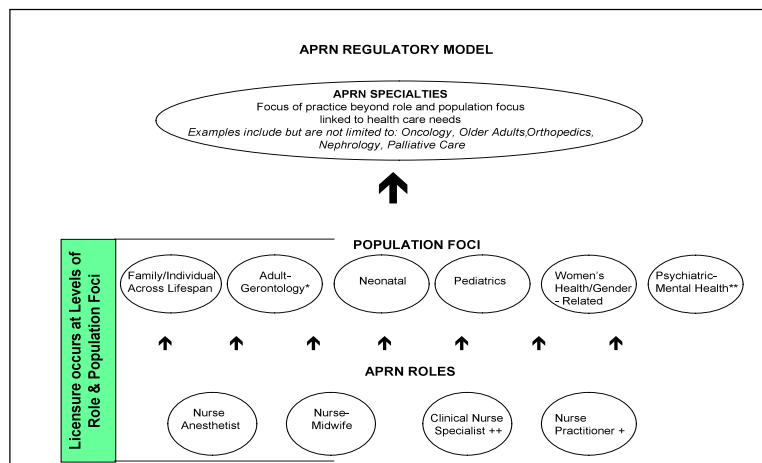 APRN REGULATORY MODEL
APRN SPECIALTIES
Focus of practice beyond role and population focus
linked to health care needs
Examples include but are not limited to: Oncology, Older Adults,Orthopedics,
Nephrology, Palliative Care
Licensure occurs at Levels of
Role & Population Foci
POPULATION FOCI
Family/Individual
Across Lifespan
Adult-
Gerontology*
Neonatal
Pediatrics
Women's
Health/Gender
- Related
Psychiatric-
Mental Health**
APRN ROLES
Nurse
Anesthetist
Nurse-
Midwife
Clinical Nurse
Specialist ++
Nurse
Practitioner +